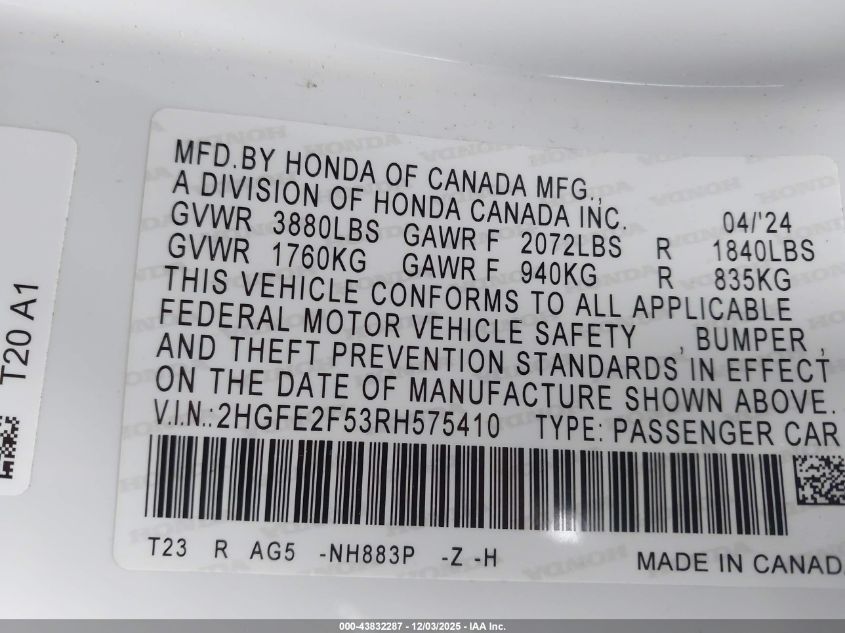 MFD.BY HONDA OF CANADA MFG.,
A DIVISION OF HONDA CANADA INC. 04/'24
GVWR 3880LBS GAWR F 2072LBS R 1840LBS
GVWR 1760KG GAWR F 940KG R 835KG
THIS VEHICLE CONFORMS TO ALL APPLICABLE
FEDERAL MOTOR VEHICLE SAFETY , BUMPER ,
AND THEFT PREVENTION STANDARDS IN EFFECT
ON THE DATE OF MANUFACTURE SHOWN ABOVE.
V.I.N.: 2HGFE2F53RH575410 TYPE: PASSENGER CAR
T23 R AG5 -NH883P -Z -H MADE IN CANADA
T20 A1
000-43832287 - 12/03/2025 - IAA Inc.